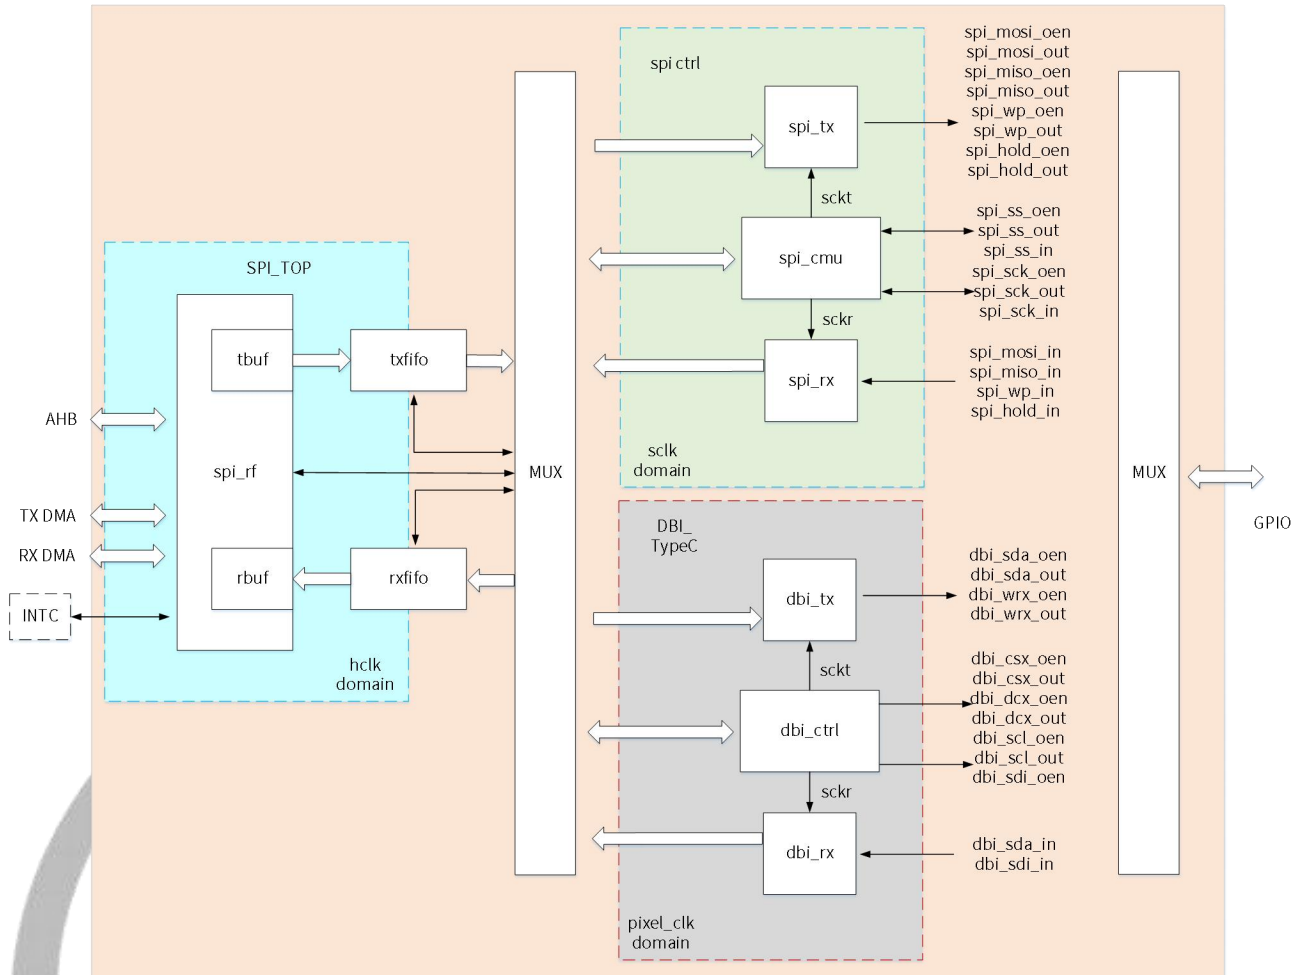 spi ctrl
spi_tx
sckt
spi_cmu
sckr
spi_rx
sclk
domain
spi_mosi_oen
spi_mosi_out
spi_miso_oen
spi_miso_out
spi_wp_oen
spi_wp_out
spi_hold_oen
spi_hold_out
spi_ss_oen
spi_ss_out
spi_ss_in
spi_sck_oen
spi_sck_out
spi_sck_in
spi_mosi_in
spi_miso_in
spi_wp_in
spi_hold_in
SPI_TOP
tbuf
txfifo
AHB
spi_rf
MUX
MUX
TX DMA
RX DMA
rbuf
rxfifo
INTC
hclk
domain
GPIO
DBI_
TypeC
dbi_tx
sckt
dbi_ctrl
sckr
dbi_rx
pixel_clk
domain
dbi_sda_oen
dbi_sda_out
dbi_wrx_oen
dbi_wrx_out
dbi_csx_oen
dbi_csx_out
dbi_dcx_oen
dbi_dcx_out
dbi_scl_oen
dbi_scl_out
dbi_sdi_oen
dbi_sda_in
dbi_sdi_in